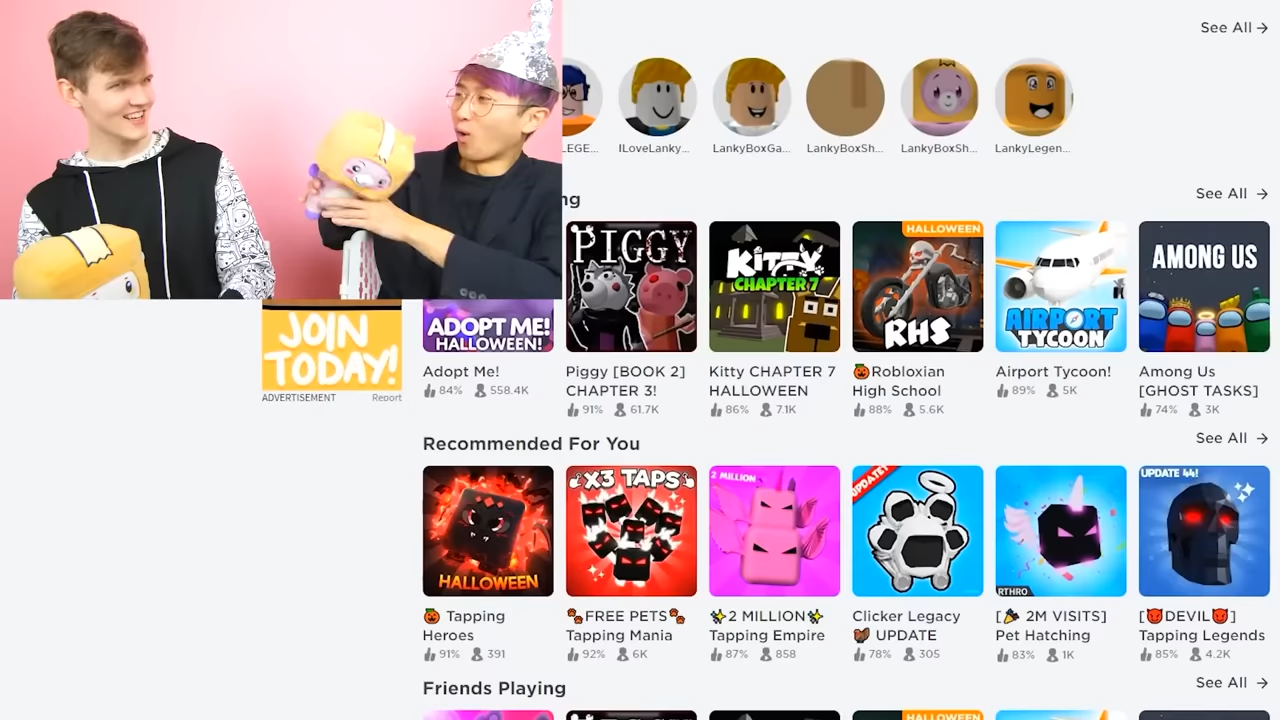 See All →
LEGE...
ILoveLanky...
LankyBoxGa...
LankyBoxSh...
LankyBoxSh...
LankyLegen...
ng
See All →
JOIN
TODAY!
ADVERTISEMENT
Report
ADOPT ME!
HALLOWEEN!
PIGGY
KITTY
CHAPTER 7
HALLOWEEN
RHS
AIRPORT
TYCOON
AMONG US
Adopt Me!
84% 558.4K
Piggy [BOOK 2]
CHAPTER 3!
91% 61.7K
Kitty CHAPTER 7
HALLOWEEN
86% 7.1K
🎃Robloxian
High School
88% 5.6K
Airport Tycoon!
89% 5K
Among Us
[GHOST TASKS]
74% 3K
Recommended For You
See All →
HALLOWEEN
X3 TAPS
2 MILLION
UPDATE!
RTHRO
UPDATE 44!
🎃 Tapping
Heroes
91% 391
🐾FREE PETS🐾
Tapping Mania
92% 6K
✨2 MILLION✨
Tapping Empire
87% 858
Clicker Legacy
🦃 UPDATE
78% 305
[🎉 2M VISITS]
Pet Hatching
83% 1K
[😈DEVIL😈]
Tapping Legends
85% 4.2K
Friends Playing
See All →
HALLOWEEN